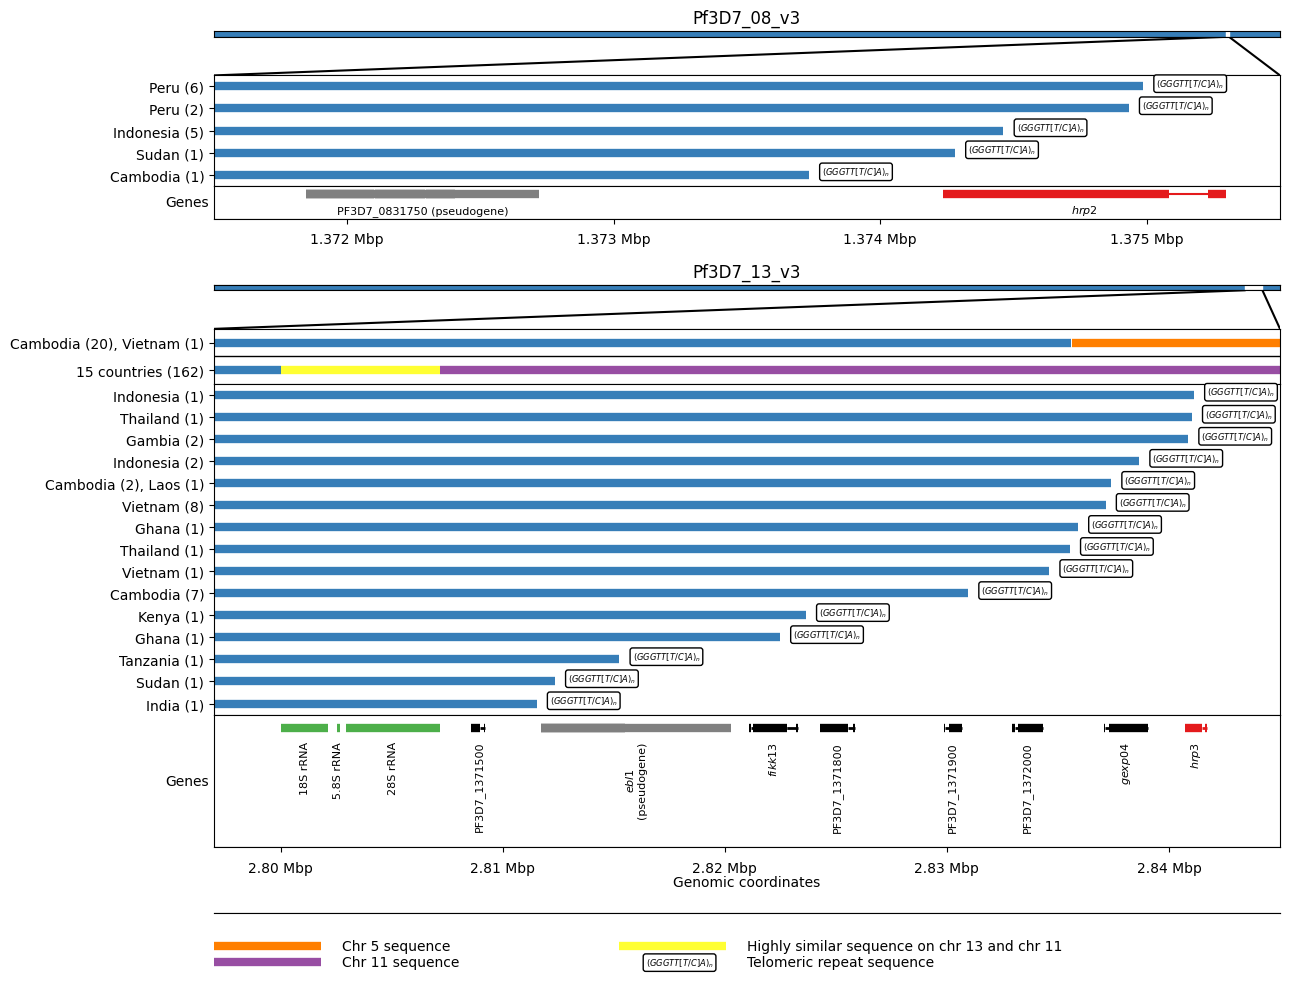 Pf3D7_08_v3
Peru (6)
(GGGTT[T/C]A)n
Peru (2)
(GGGTT[T/C]A)n
Indonesia (5)
(GGGTT[T/C]A)n
Sudan (1)
(GGGTT[T/C]A)n
Cambodia (1)
(GGGTT[T/C]A)n
Genes
PF3D7_0831750 (pseudogene)
hrp2
1.372 Mbp
1.373 Mbp
1.374 Mbp
1.375 Mbp
Pf3D7_13_v3
Cambodia (20), Vietnam (1)
15 countries (162)
Indonesia (1)
(GGGTT[T/C]A)n
Thailand (1)
(GGGTT[T/C]A)n
Gambia (2)
(GGGTT[T/C]A)n
Indonesia (2)
(GGGTT[T/C]A)n
Cambodia (2), Laos (1)
(GGGTT[T/C]A)n
Vietnam (8)
(GGGTT[T/C]A)n
Ghana (1)
(GGGTT[T/C]A)n
Thailand (1)
(GGGTT[T/C]A)n
Vietnam (1)
(GGGTT[T/C]A)n
Cambodia (7)
(GGGTT[T/C]A)n
Kenya (1)
(GGGTT[T/C]A)n
Ghana (1)
(GGGTT[T/C]A)n
Tanzania (1)
(GGGTT[T/C]A)n
Sudan (1)
(GGGTT[T/C]A)n
India (1)
(GGGTT[T/C]A)n
Genes
18S rRNA
5.8S rRNA
28S rRNA
PF3D7_1371500
ebl1
(pseudogene)
fikk13
PF3D7_1371800
PF3D7_1371900
PF3D7_1372000
gexp04
hrp3
2.80 Mbp
2.81 Mbp
2.82 Mbp
2.83 Mbp
2.84 Mbp
Genomic coordinates
Chr 5 sequence
Highly similar sequence on chr 13 and chr 11
Chr 11 sequence
(GGGTT[T/C]A)n
Telomeric repeat sequence